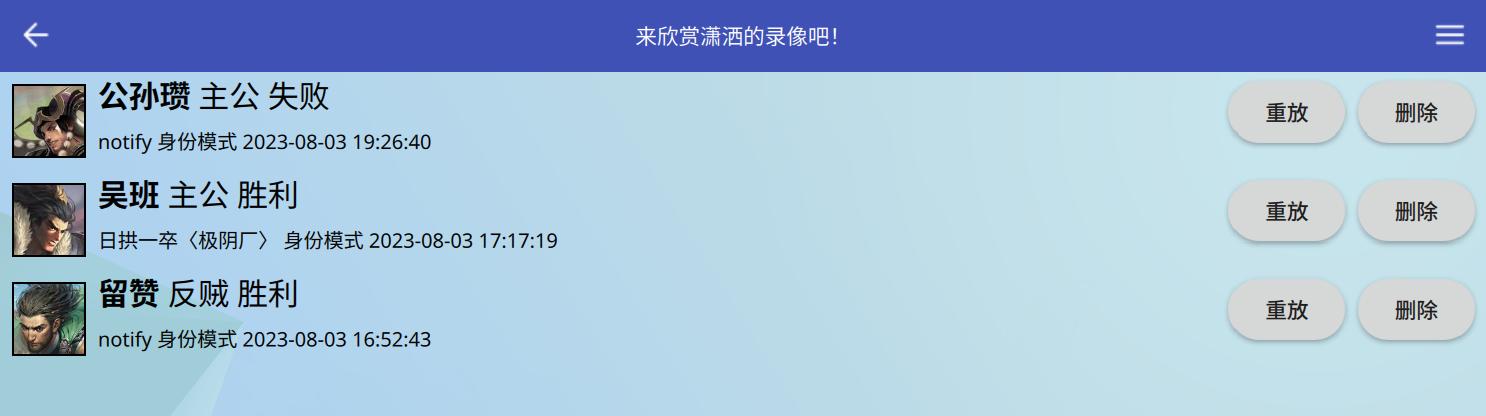 来欣赏潇洒的录像吧！
公孙瓒 主公 失败
notify 身份模式 2023-08-03 19:26:40
重放 删除
吴班 主公 胜利
日拱一卒〈极阴厂〉 身份模式 2023-08-03 17:17:19
重放 删除
留赞 反贼 胜利
notify 身份模式 2023-08-03 16:52:43
重放 删除